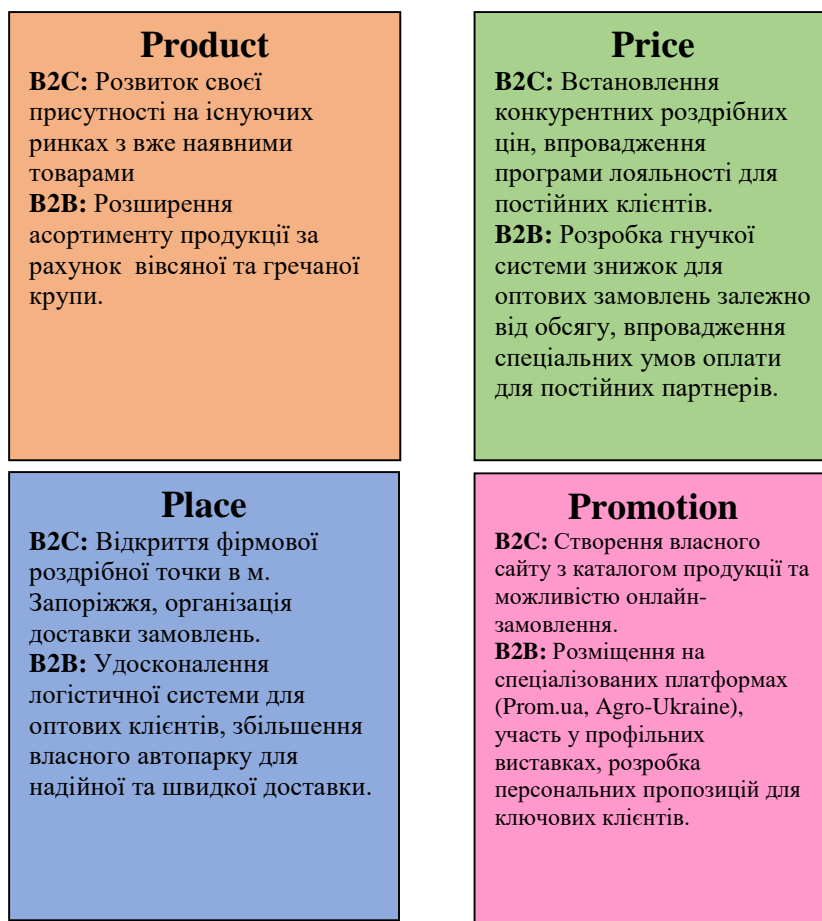 Product
B2C: Розвиток своєї
присутності на існуючих
ринках з вже наявними
товарами
B2B: Розширення
асортименту продукції за
рахунок вівсяної та гречаної
крупи.
Price
B2C: Встановлення
конкурентних роздрібних
цін, впровадження
програми лояльності для
постійних клієнтів.
B2B: Розробка гнучкої
системи знижок для
оптових замовлень залежно
від обсягу, впровадження
спеціальних умов оплати
для постійних партнерів.
Place
B2C: Відкриття фірмової
роздрібної точки в м.
Запоріжжя, організація
доставки замовлень.
B2B: Удосконалення
логістичної системи для
оптових клієнтів, збільшення
власного автопарку для
надійної та швидкої доставки.
Promotion
B2C: Створення власного
сайту з каталогом продукції та
можливістю онлайн-
замовлення.
B2B: Розміщення на
спеціалізованих платформах
(Prom.ua, Agro-Ukraine),
участь у профільних
виставках, розробка
персональних пропозицій для
ключових клієнтів.